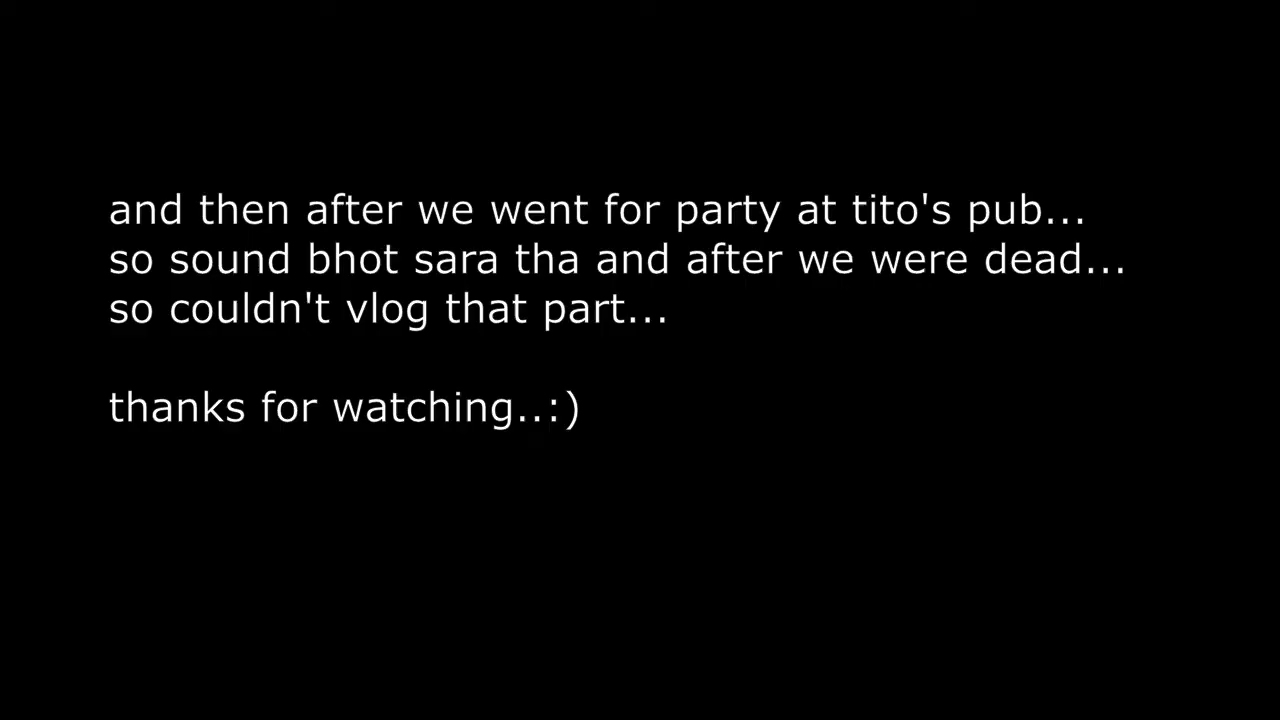 and then after we went for party at tito's pub...
so sound bhot sara tha and after we were dead...
so couldn't vlog that part...
thanks for watching..:)